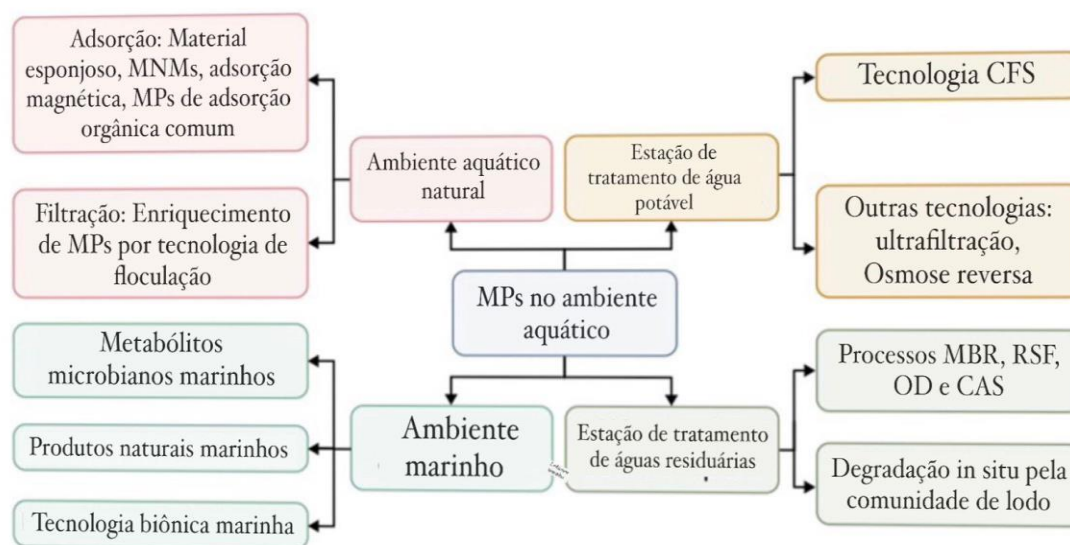 Adsorção: Material
esponjoso, MNMs, adsorção
magnética, MPs de adsorção
orgânica comum
Filtração: Enriquecimento
de MPs por tecnologia de
floculação
Ambiente aquático
natural
Estação de
tratamento de água
potável
Tecnologia CFS
Outras tecnologias:
ultrafiltração,
Osmose reversa
MPs no ambiente
aquático
Metabólitos
microbianos marinhos
Produtos naturais marinhos
Tecnologia biônica marinha
Ambiente
marinho
Estação de tratamento
de águas residuárias
Processos MBR, RSF,
OD e CAS
Degradação in situ pela
comunidade de lodo